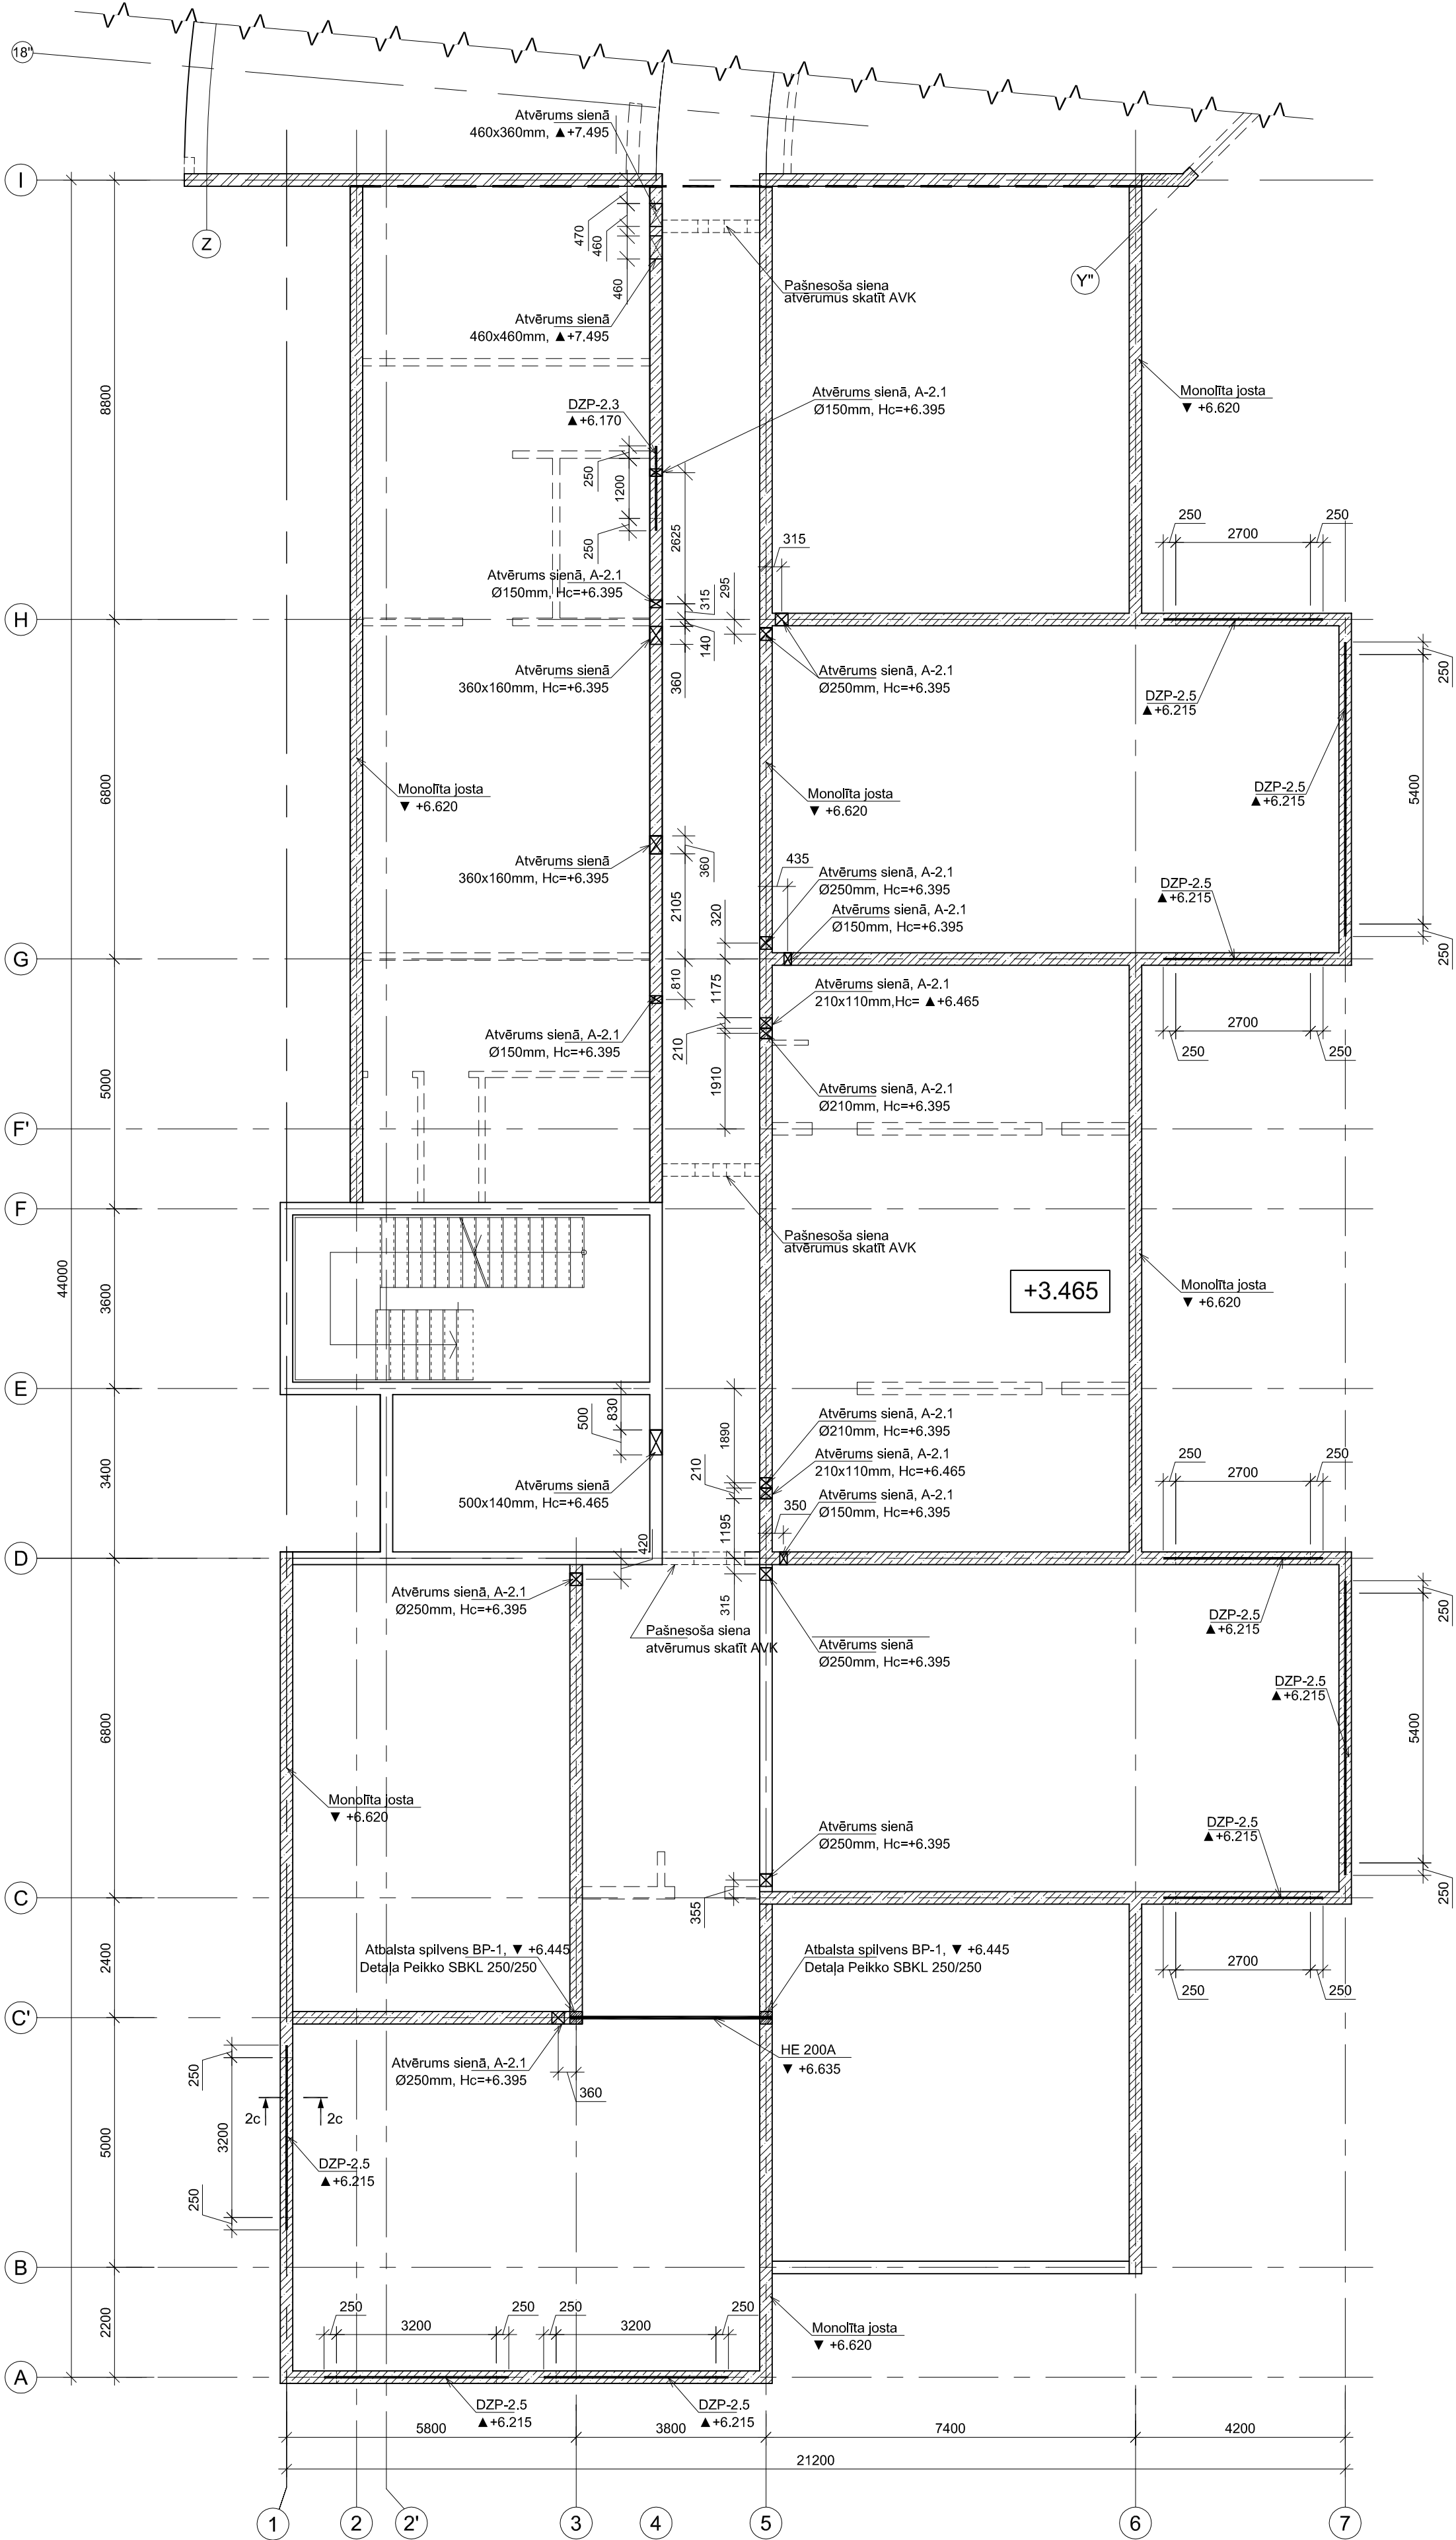 18"
Atvērums sienā
460x360mm, ▲+7.495
I
Z
470
460
460
Pašnesoša siena
atvērumus skatīt AVK
Y"
Atvērums sienā
460x460mm, ▲+7.495
8800
DZP-2.3
▲+6.170
Atvērums sienā, A-2.1
Ø150mm, Hc=+6.395
Monolīta josta
▼ +6.620
250
1200
250
2625
315
250
2700
250
Atvērums sienā, A-2.1
Ø150mm, Hc=+6.395
315
295
H
140
360
Atvērums sienā
360x160mm, Hc=+6.395
Atvērums sienā, A-2.1
Ø250mm, Hc=+6.395
DZP-2.5
▲+6.215
250
6800
Monolīta josta
▼ +6.620
Monolīta josta
▼ +6.620
DZP-2.5
▲+6.215
5400
Atvērums sienā
360x160mm, Hc=+6.395
360
2105
435
320
Atvērums sienā, A-2.1
Ø250mm, Hc=+6.395
Atvērums sienā, A-2.1
Ø150mm, Hc=+6.395
DZP-2.5
▲+6.215
250
G
810
1175
Atvērums sienā, A-2.1
210x110mm,Hc= ▲+6.465
Atvērums sienā, A-2.1
Ø150mm, Hc=+6.395
210
1910
250
2700
250
5000
Atvērums sienā, A-2.1
Ø210mm, Hc=+6.395
F'
F
Pašnesoša siena
atvērumus skatīt AVK
44000
3600
+3.465
Monolīta josta
▼ +6.620
E
830
500
1890
Atvērums sienā, A-2.1
Ø210mm, Hc=+6.395
210
Atvērums sienā, A-2.1
210x110mm, Hc=+6.465
250
2700
250
3400
Atvērums sienā
500x140mm, Hc=+6.465
Atvērums sienā, A-2.1
Ø150mm, Hc=+6.395
350
1195
420
D
Atvērums sienā, A-2.1
Ø250mm, Hc=+6.395
315
250
Pašnesoša siena
atvērumus skatīt AVK
Atvērums sienā
Ø250mm, Hc=+6.395
DZP-2.5
▲+6.215
6800
DZP-2.5
▲+6.215
5400
Monolīta josta
▼ +6.620
Atvērums sienā
Ø250mm, Hc=+6.395
DZP-2.5
▲+6.215
250
C
355
2400
Atbalsta spilvens BP-1, ▼ +6.445
Detaļa Peikko SBKL 250/250
Atbalsta spilvens BP-1, ▼ +6.445
Detaļa Peikko SBKL 250/250
2700
250
250
C'
250
Atvērums sienā, A-2.1
Ø250mm, Hc=+6.395
HE 200A
▼ +6.635
360
2c
2c
3200
5000
DZP-2.5
▲+6.215
250
B
2200
250
3200
250
250
3200
250
Monolīta josta
▼ +6.620
A
DZP-2.5
▲+6.215
DZP-2.5
▲+6.215
5800
3800
7400
4200
21200
1
2
2'
3
4
5
6
7